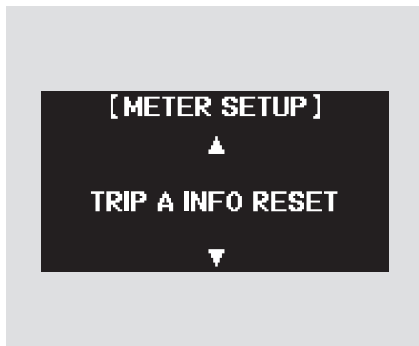 [METER SETUP]
▲
TRIP A INFO RESET
▼